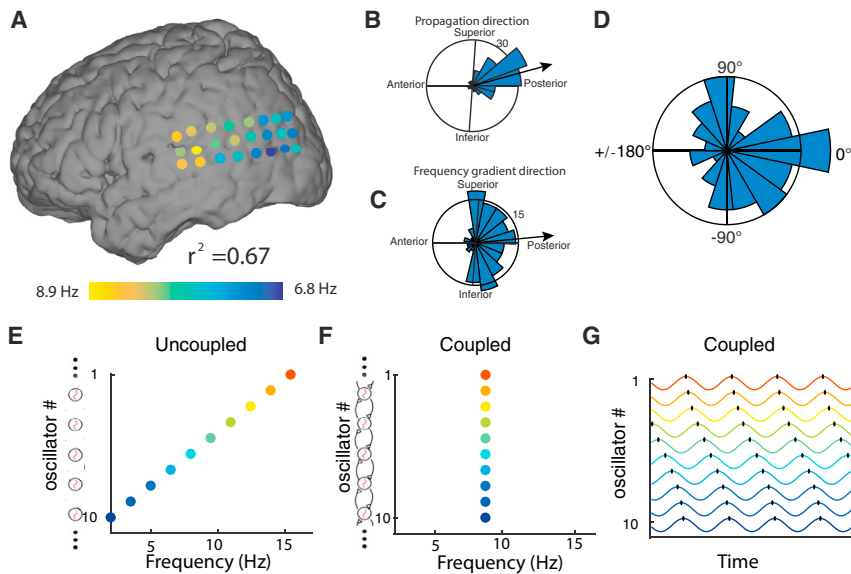 A
r² =0.67
8.9 Hz
6.8 Hz
B
Propagation direction
Superior
30
Anterior
Posterior
Inferior
C
Frequency gradient direction
Superior
15
Anterior
Posterior
Inferior
D
90°
+/-180°
0°
-90°
E
Uncoupled
oscillator #
1
10
5
10
15
Frequency (Hz)
F
Coupled
oscillator #
1
10
5
10
15
Frequency (Hz)
G
Coupled
oscillator #
1
10
Time